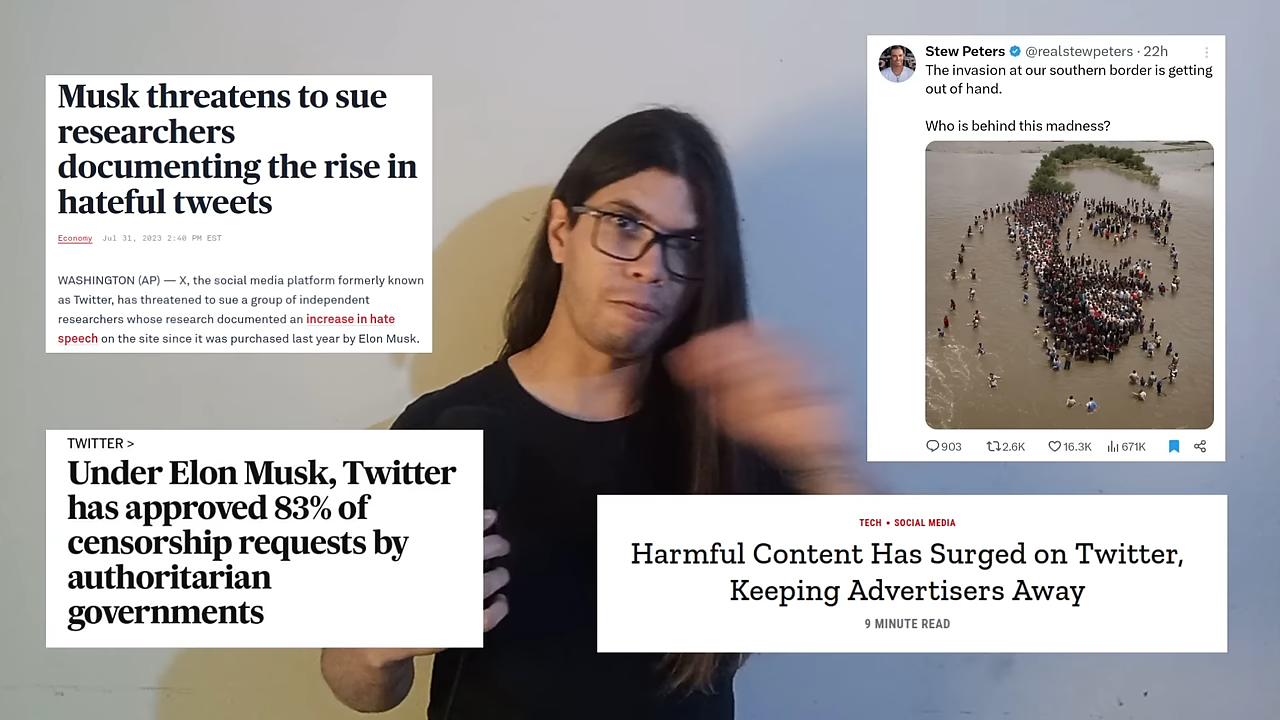 Musk threatens to sue
researchers
documenting the rise in
hateful tweets
Economy Jul 31, 2023 2:40 PM EST
WASHINGTON (AP) — X, the social media platform formerly known
as Twitter, has threatened to sue a group of independent
researchers whose research documented an increase in hate
speech on the site since it was purchased last year by Elon Musk.
Stew Peters @realstewpeters · 22h
The invasion at our southern border is getting
out of hand.
Who is behind this madness?
903 2.6K 16.3K 671K
TWITTER >
Under Elon Musk, Twitter
has approved 83% of
censorship requests by
authoritarian
governments
TECH • SOCIAL MEDIA
Harmful Content Has Surged on Twitter,
Keeping Advertisers Away
9 MINUTE READ